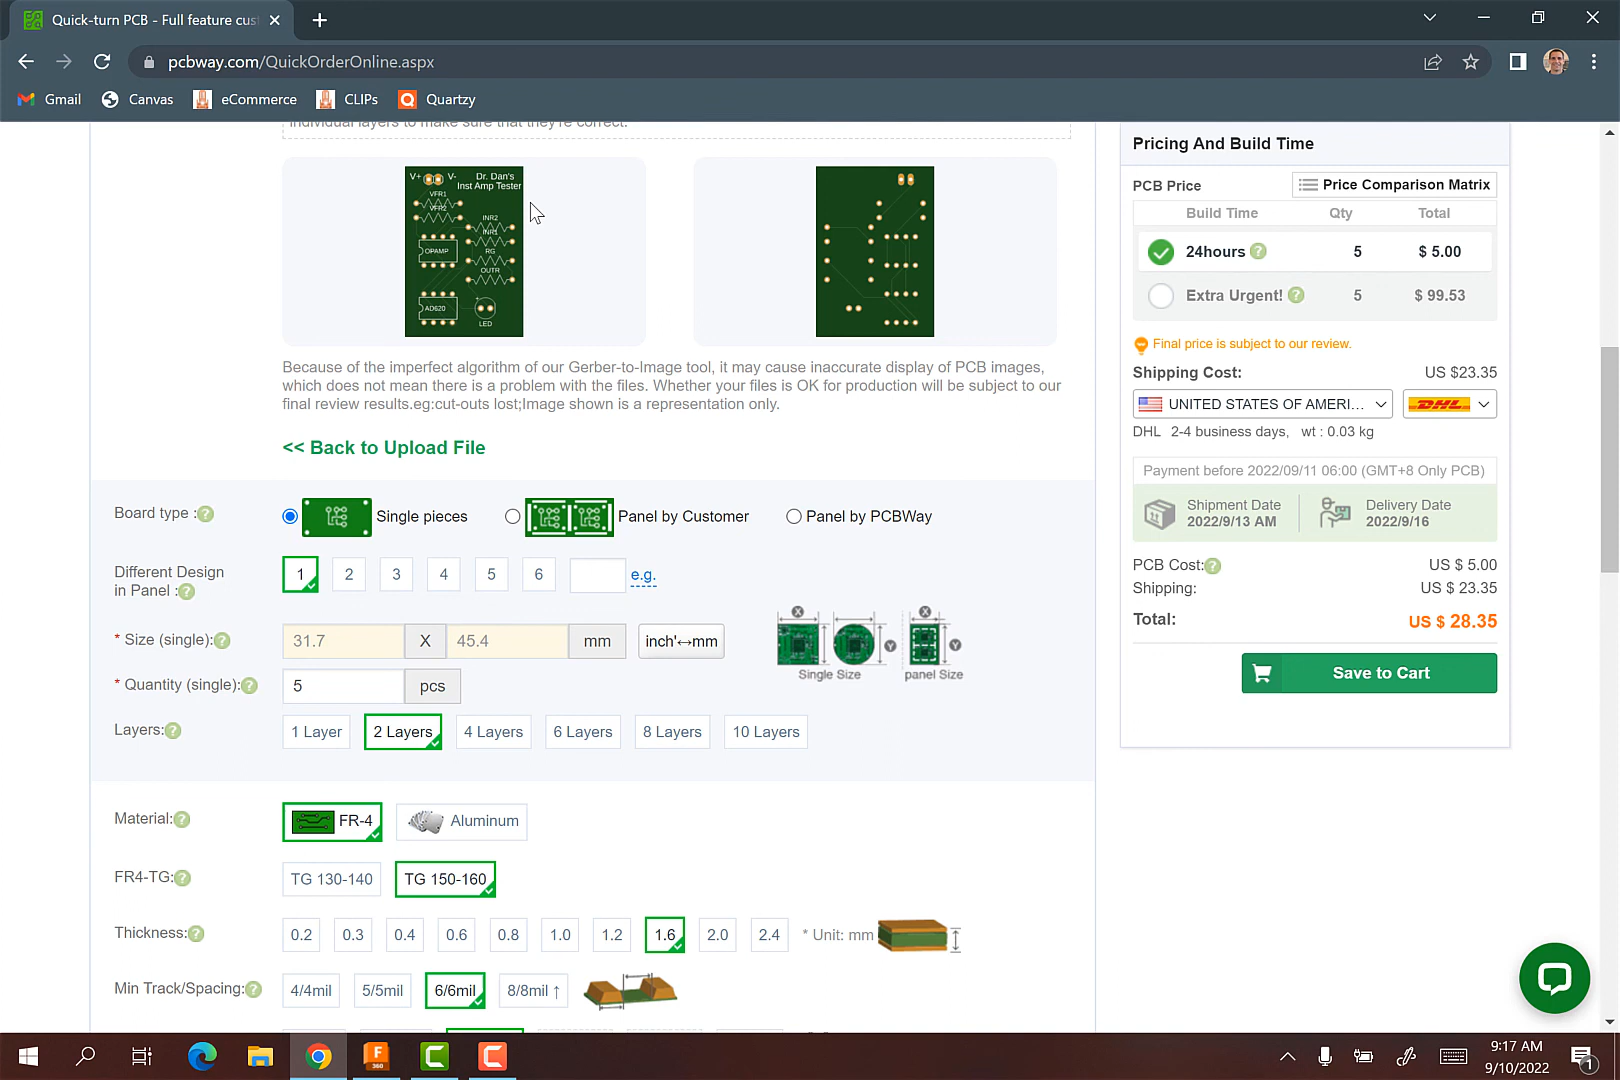 Quick-turn PCB - Full feature cus
pcbway.com/QuickOrderOnline.aspx
Gmail Canvas eCommerce CLIPs Quartzy
individual layers to make sure that they're correct.
V+ V- Dr. Dan's
Inst Amp Tester
VFR1
VFR2
INR2
INR1
OPAMP
RG
OUTR
AD620
LED
Because of the imperfect algorithm of our Gerber-to-Image tool, it may cause inaccurate display of PCB images,
which does not mean there is a problem with the files. Whether your files is OK for production will be subject to our
final review results.eg:cut-outs lost;Image shown is a representation only.
<< Back to Upload File
Board type :? Single pieces Panel by Customer Panel by PCBWay
Different Design
in Panel :? 1 2 3 4 5 6 e.g.
* Size (single):? 31.7 X 45.4 mm inch'↔mm
X X
Y Y
Single Size panel Size
* Quantity (single):? 5 pcs
Layers:? 1 Layer 2 Layers 4 Layers 6 Layers 8 Layers 10 Layers
Material:? FR-4 Aluminum
FR4-TG:? TG 130-140 TG 150-160
Thickness:? 0.2 0.3 0.4 0.6 0.8 1.0 1.2 1.6 2.0 2.4 * Unit: mm
Min Track/Spacing:? 4/4mil 5/5mil 6/6mil 8/8mil ↑
Pricing And Build Time
PCB Price Price Comparison Matrix
Build Time Qty Total
24hours ? 5 $ 5.00
Extra Urgent! ? 5 $ 99.53
Final price is subject to our review.
Shipping Cost: US $23.35
UNITED STATES OF AMERI... DHL
DHL 2-4 business days, wt : 0.03 kg
Payment before 2022/09/11 06:00 (GMT+8 Only PCB)
Shipment Date Delivery Date
2022/9/13 AM 2022/9/16
PCB Cost:? US $ 5.00
Shipping: US $ 23.35
Total: US $ 28.35
Save to Cart
F
360
C C
9:17 AM
9/10/2022
1